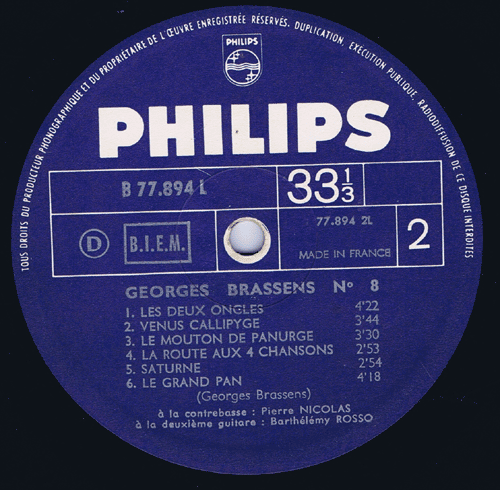 TOUS DROITS DU PRODUCTEUR PHONOGRAPHIQUE ET DU PROPRIÉTAIRE DE L'ŒUVRE ENREGISTRÉE RÉSERVÉS. DUPLICATION, EXÉCUTION PUBLIQUE, RADIODIFFUSION DE CE DISQUE INTERDITES
PHILIPS
PHILIPS
B 77.894 L
33 1/3
D
B.I.E.M.
77.894 2L
MADE IN FRANCE
2
GEORGES BRASSENS N° 8
1. LES DEUX ONGLES 4'22
2. VENUS CALLIPYGE 3'44
3. LE MOUTON DE PANURGE 3'30
4. LA ROUTE AUX 4 CHANSONS 2'53
5. SATURNE 2'54
6. LE GRAND PAN 4'18
(Georges Brassens)
à la contrebasse : Pierre NICOLAS
à la deuxième guitare : Barthélémy ROSSO